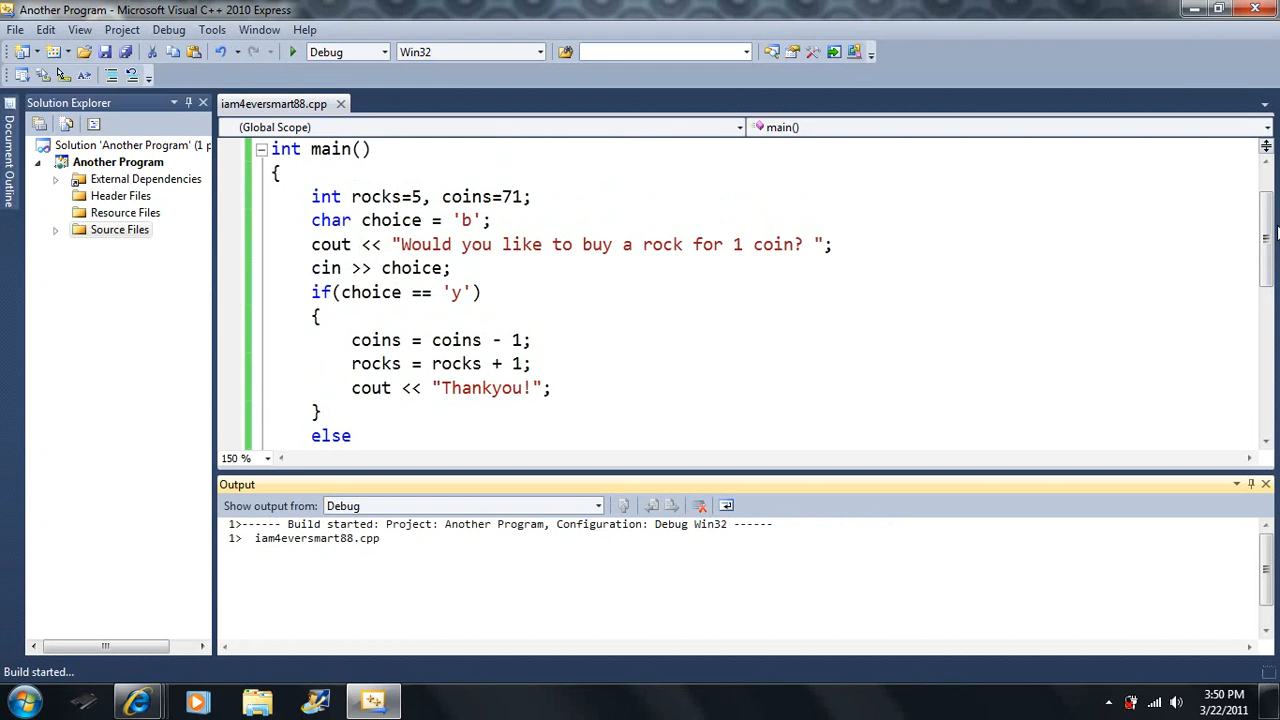 Another Program - Microsoft Visual C++ 2010 Express
File Edit View Project Debug Tools Window Help
Debug Win32
Solution Explorer
iam4eversmart88.cpp
(Global Scope) main()
Document Outline
Solution 'Another Program' (1 p
Another Program
External Dependencies
Header Files
Resource Files
Source Files
int main()
{
int rocks=5, coins=71;
char choice = 'b';
cout << "Would you like to buy a rock for 1 coin? ";
cin >> choice;
if(choice == 'y')
{
coins = coins - 1;
rocks = rocks + 1;
cout << "Thankyou!";
}
else
150 %
Output
Show output from: Debug
1>------ Build started: Project: Another Program, Configuration: Debug Win32 ------
1>  iam4eversmart88.cpp
Build started...
3:50 PM
3/22/2011